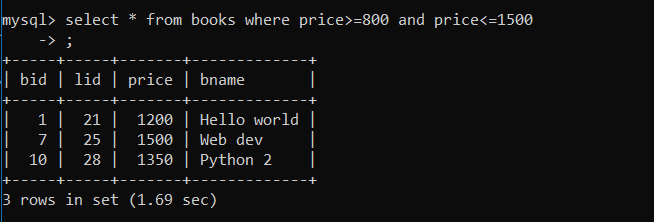 mysql> select * from books where price>=800 and price<=1500
    -> ;
+-----+-----+-------+-------------+
| bid | lid | price | bname       |
+-----+-----+-------+-------------+
|   1 |  21 |  1200 | Hello world |
|   7 |  25 |  1500 | Web dev     |
|  10 |  28 |  1350 | Python 2    |
+-----+-----+-------+-------------+
3 rows in set (1.69 sec)